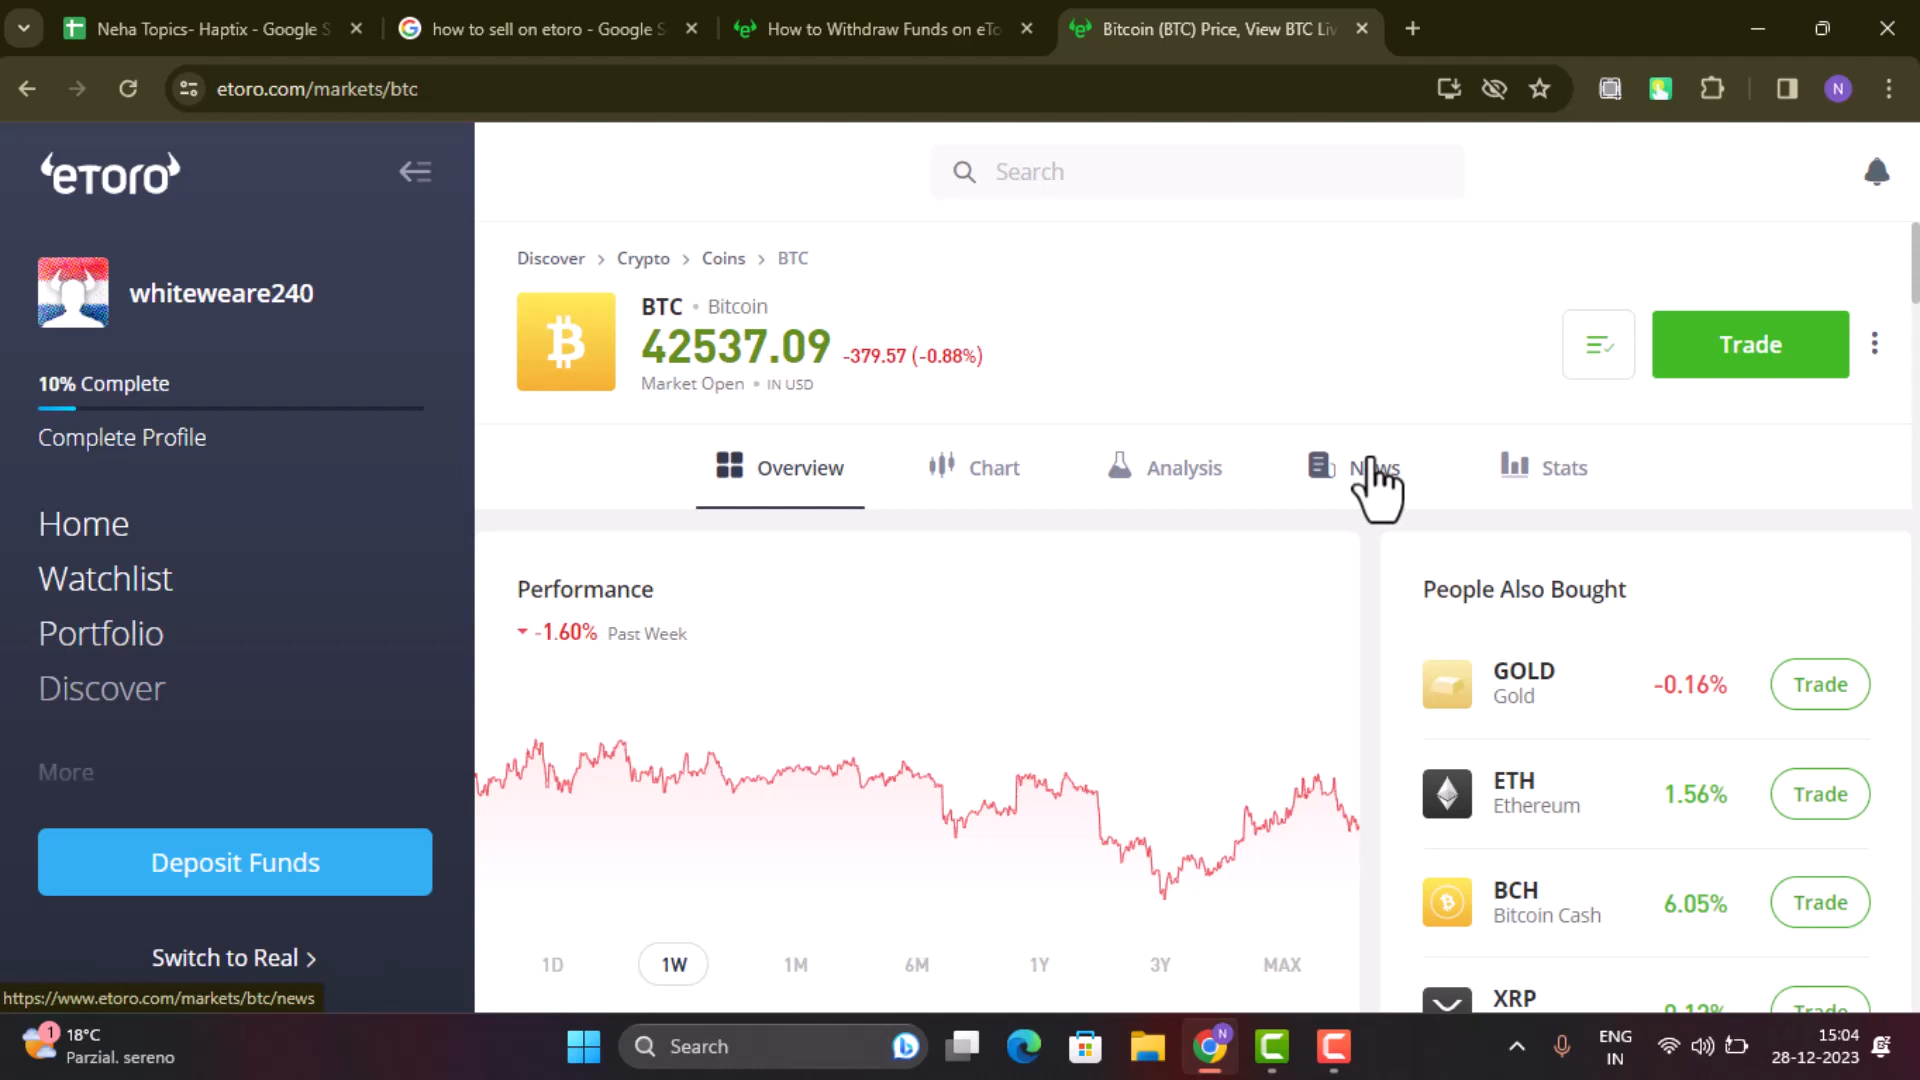 Neha Topics- Haptix - Google S
how to sell on etoro - Google S
How to Withdraw Funds on eTo
Bitcoin (BTC) Price, View BTC Liv
etoro.com/markets/btc
N
etoro
Search
whiteweare240
10% Complete
Complete Profile
Home
Watchlist
Portfolio
Discover
More
Deposit Funds
Switch to Real >
https://www.etoro.com/markets/btc/news
Discover > Crypto > Coins > BTC
BTC • Bitcoin
42537.09 -379.57 (-0.88%)
Market Open • IN USD
Trade
Overview
Chart
Analysis
News
Stats
Performance
-1.60% Past Week
1D 1W 1M 6M 1Y 3Y MAX
People Also Bought
GOLD
Gold
-0.16%
Trade
ETH
Ethereum
1.56%
Trade
BCH
Bitcoin Cash
6.05%
Trade
XRP
Trade
1
18°C
Parzial. sereno
Search
N
ENG
IN
15:04
28-12-2023